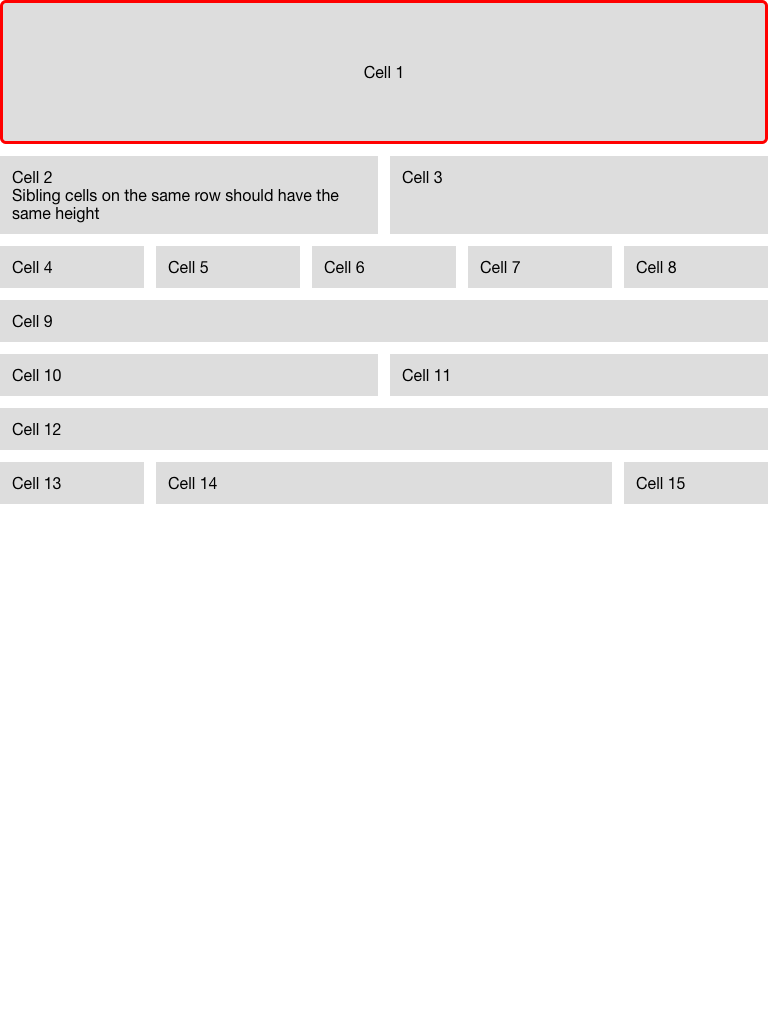 Cell 1
Cell 2
Cell 3
Sibling cells on the same row should have the
same height
Cell 4
Cell 5
Cell 6
Cell 7
Cell 8
Cell 9
Cell 10
Cell 11
Cell 12
Cell 13
Cell 14
Cell 15